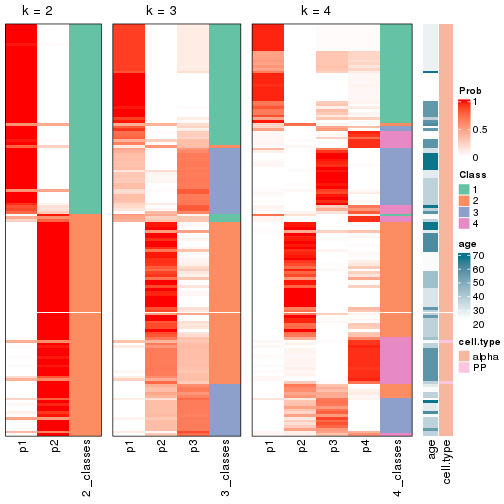 k = 2
k = 3
k = 4
p1
p2
2_classes
p1
p2
p3
3_classes
p1
p2
p3
p4
4_classes
age
cell.type
Prob
1
0.5
0
Class
1
2
3
4
age
70
60
50
40
30
20
cell.type
alpha
PP